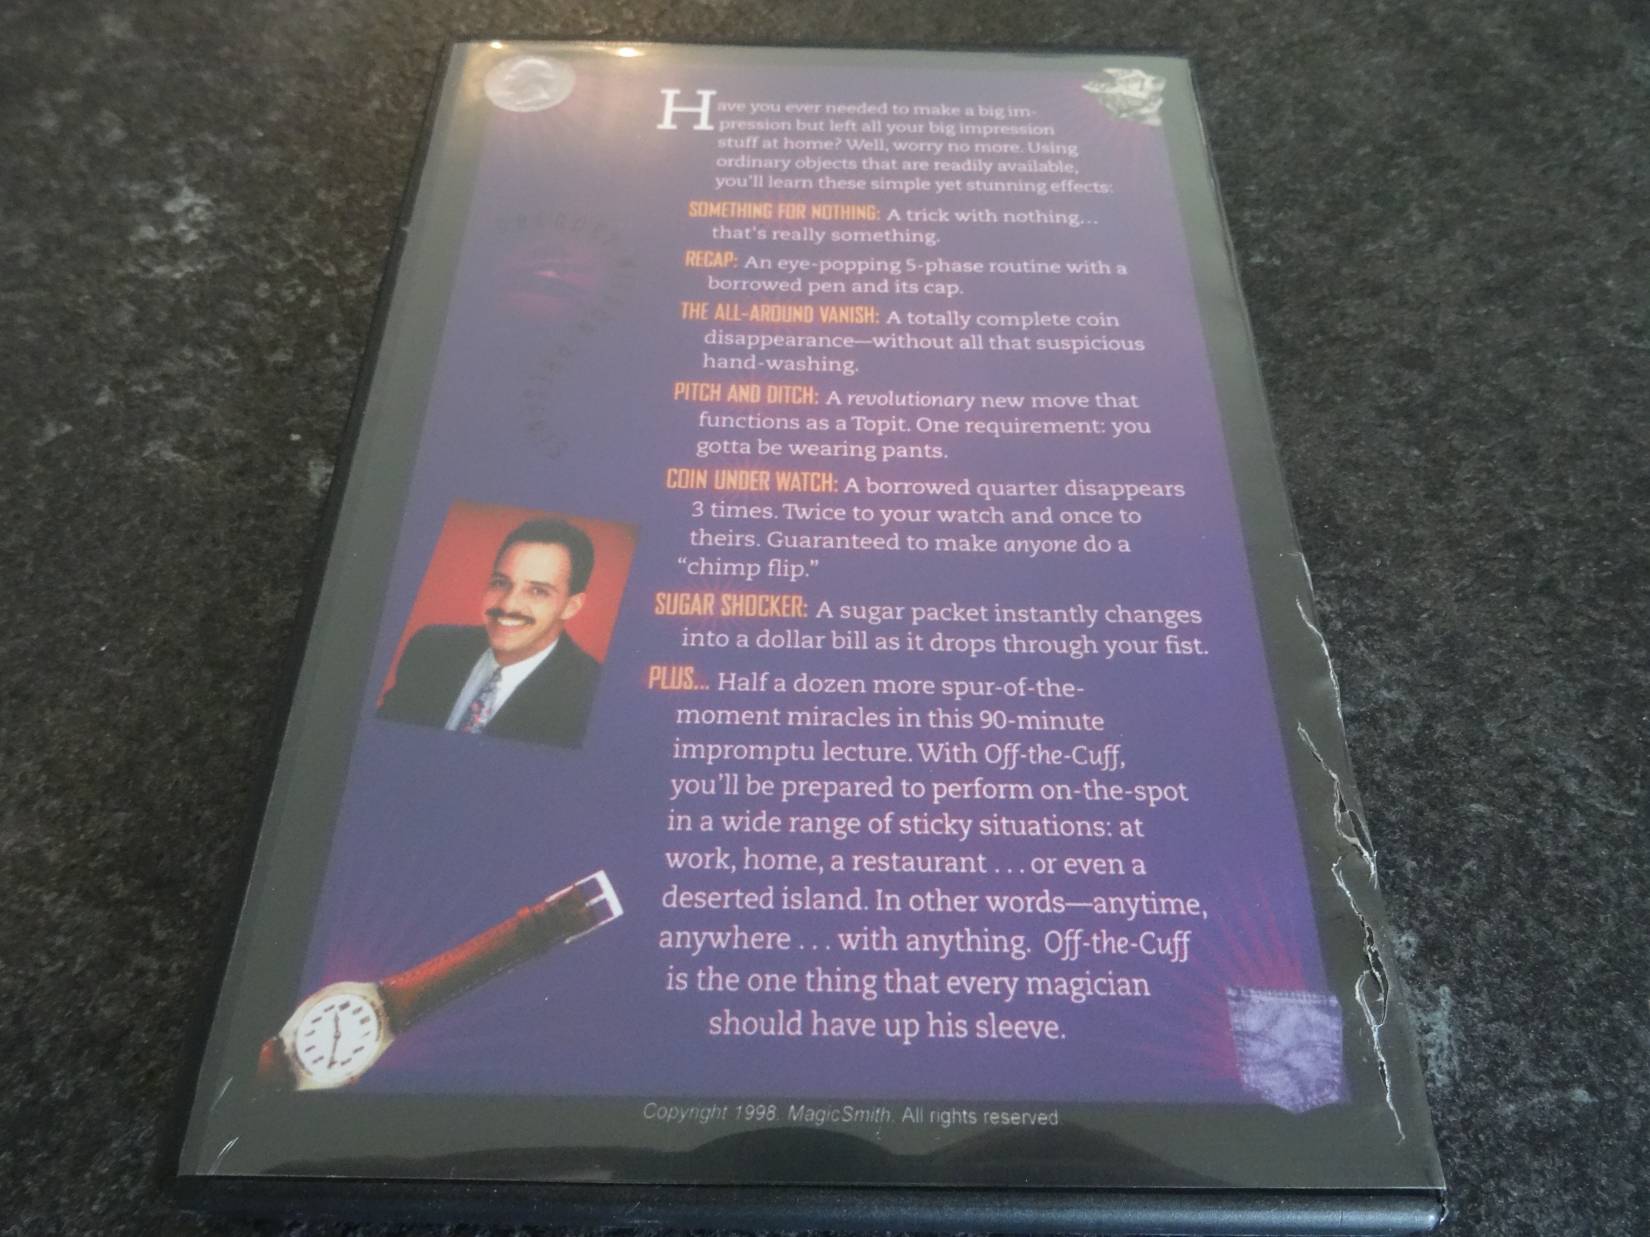 Have you ever needed to make a big im-
pression but left all your big impression
stuff at home? Well, worry no more. Using
ordinary objects that are readily available,
you'll learn these simple yet stunning effects:
SOMETHING FOR NOTHING: A trick with nothing...
that's really something.
RECAP: An eye-popping 5-phase routine with a
borrowed pen and its cap.
THE ALL-AROUND VANISH: A totally complete coin
disappearance—without all that suspicious
hand-washing.
PITCH AND DITCH: A revolutionary new move that
functions as a Topit. One requirement: you
gotta be wearing pants.
COIN UNDER WATCH: A borrowed quarter disappears
3 times. Twice to your watch and once to
theirs. Guaranteed to make anyone do a
“chimp flip.”
SUGAR SHOCKER: A sugar packet instantly changes
into a dollar bill as it drops through your fist.
PLUS... Half a dozen more spur-of-the-
moment miracles in this 90-minute
impromptu lecture. With Off-the-Cuff,
you'll be prepared to perform on-the-spot
in a wide range of sticky situations: at
work, home, a restaurant . . . or even a
deserted island. In other words—anytime,
anywhere . . . with anything. Off-the-Cuff
is the one thing that every magician
should have up his sleeve.
Copyright 1998 MagicSmith. All rights reserved